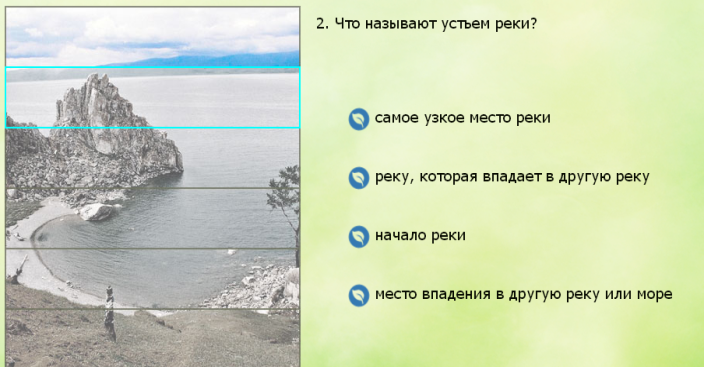 2. Что называют устьем реки?
самое узкое место реки
реку, которая впадает в другую реку
начало реки
место впадения в другую реку или море